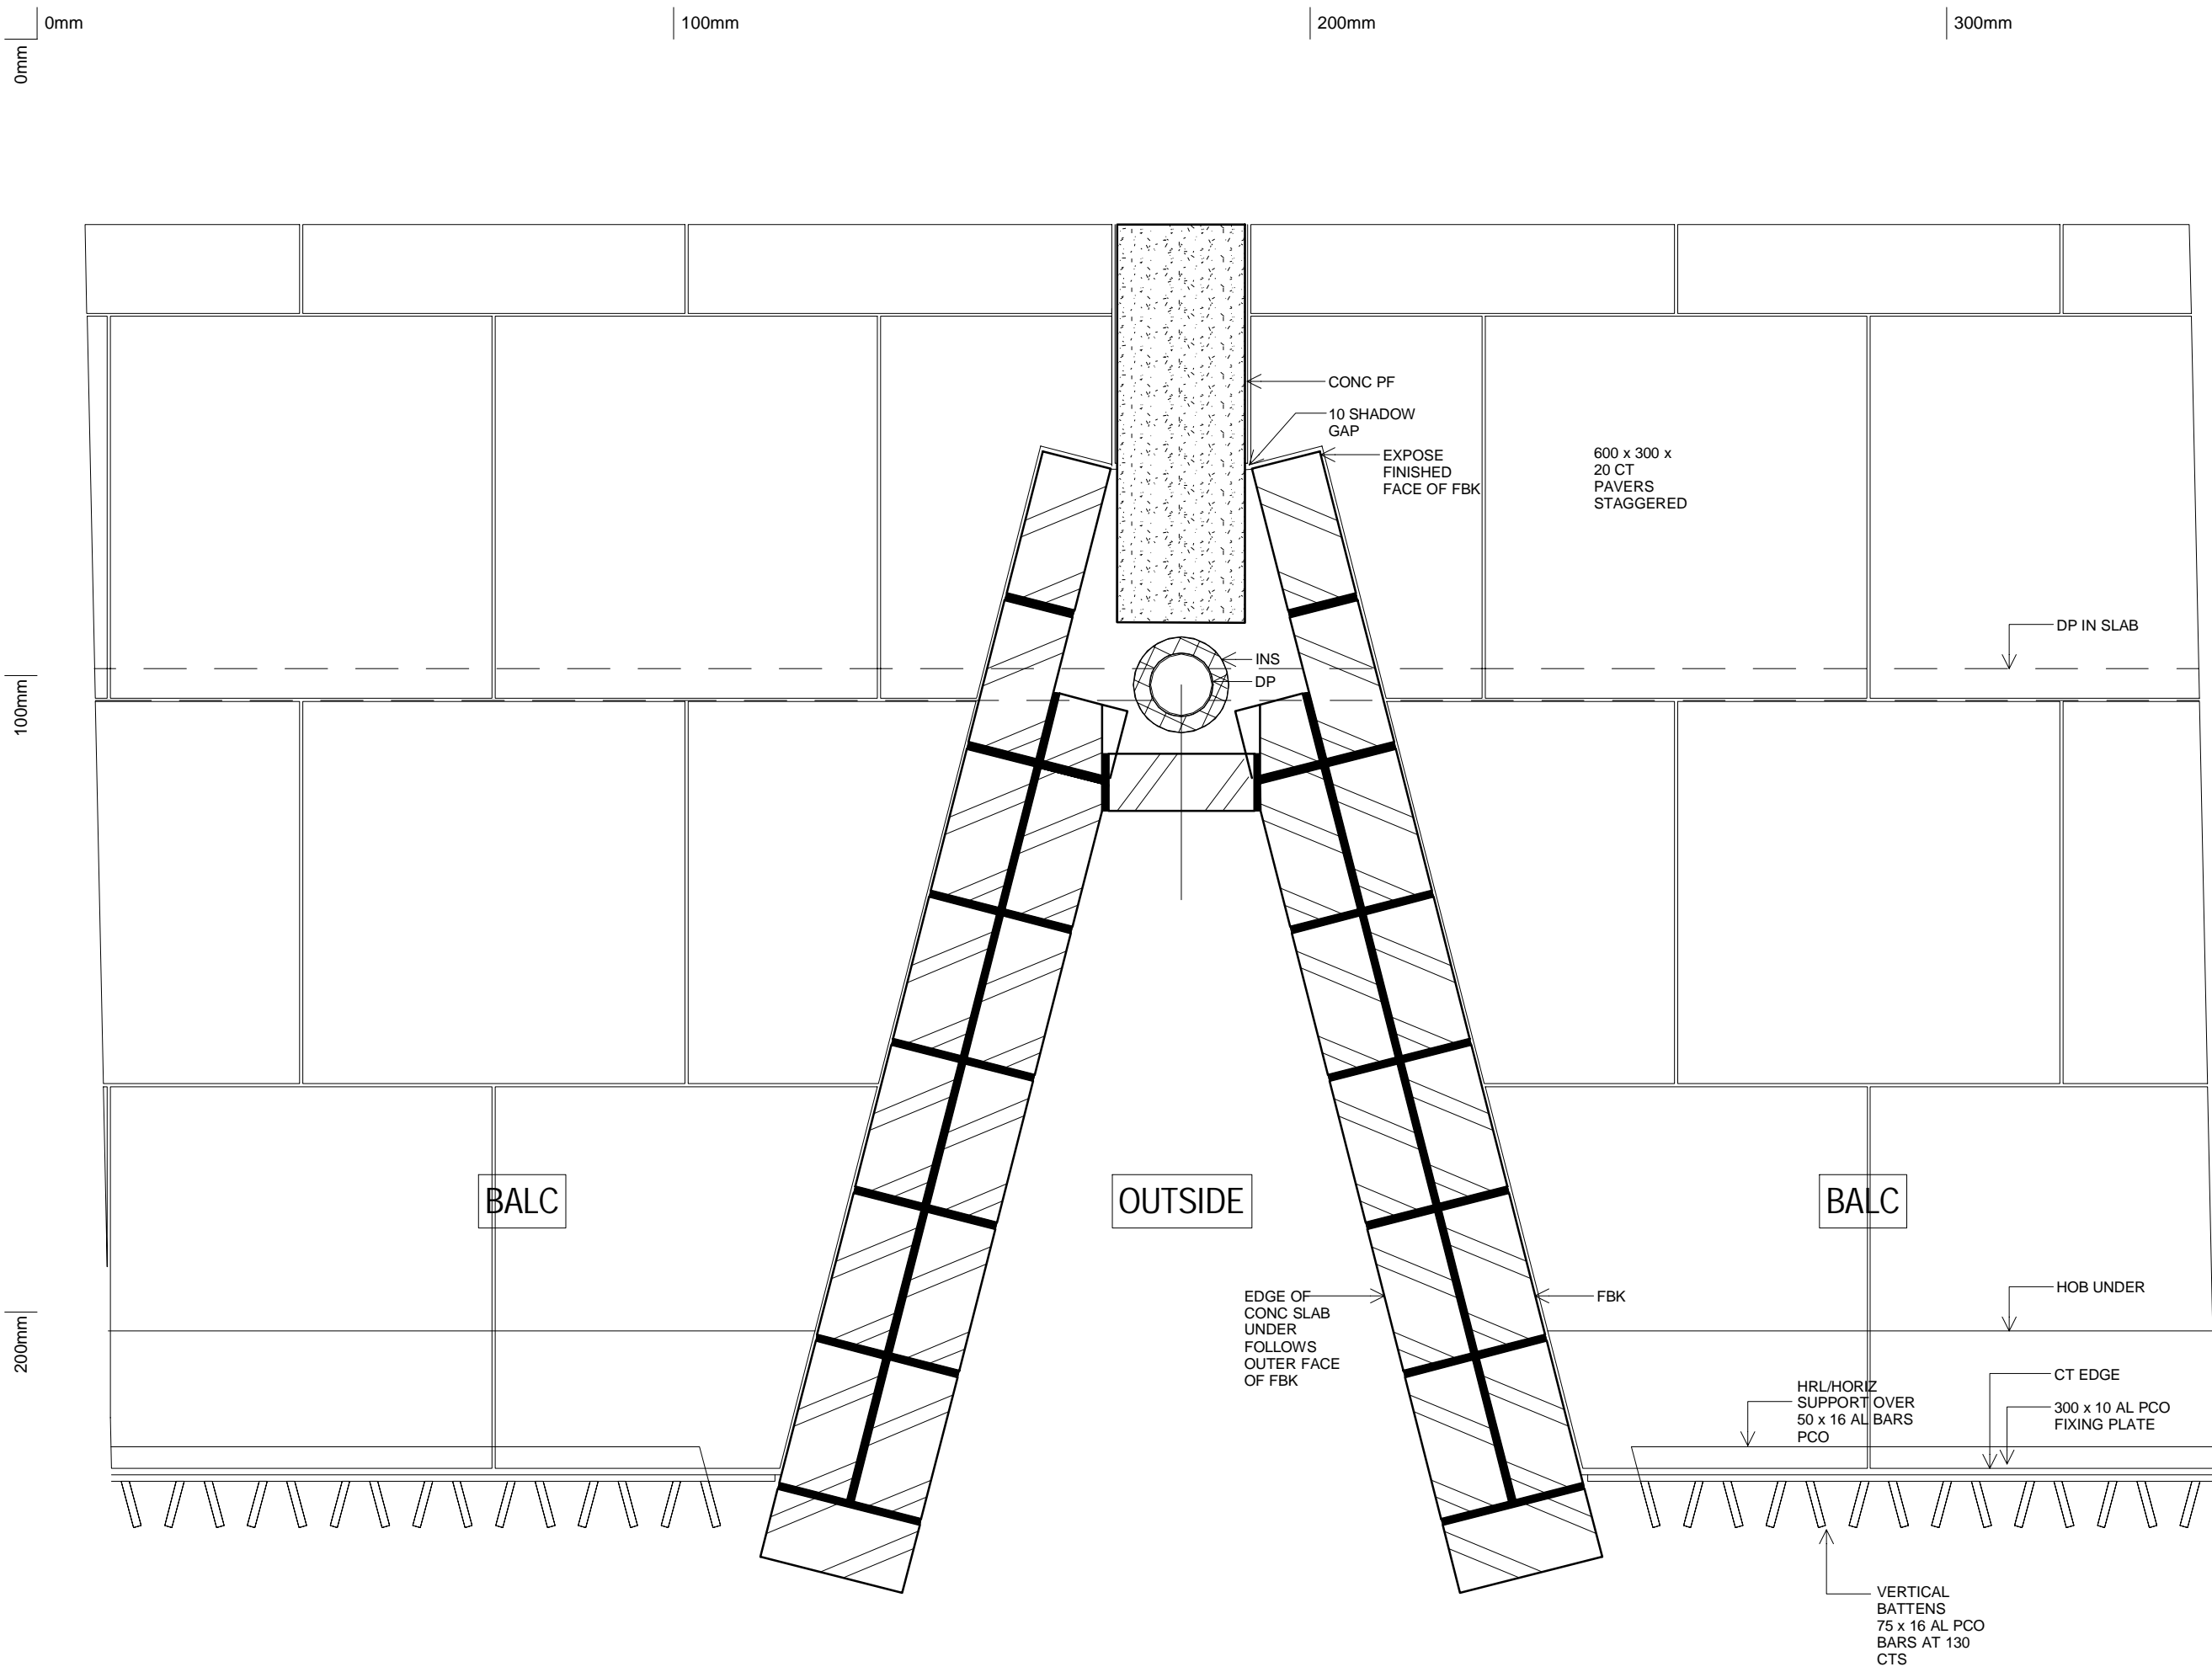 0mm
100mm
200mm
300mm
0mm
CONC PF
10 SHADOW
GAP
EXPOSE
FINISHED
FACE OF FBK
600 x 300 x
20 CT
PAVERS
STAGGERED
DP IN SLAB
INS
DP
100mm
BALC
OUTSIDE
BALC
EDGE OF
CONC SLAB
UNDER
FOLLOWS
OUTER FACE
OF FBK
FBK
HOB UNDER
200mm
HRL/HORIZ
SUPPORT OVER
50 x 16 AL BARS
PCO
CT EDGE
300 x 10 AL PCO
FIXING PLATE
VERTICAL
BATTENS
75 x 16 AL PCO
BARS AT 130
CTS